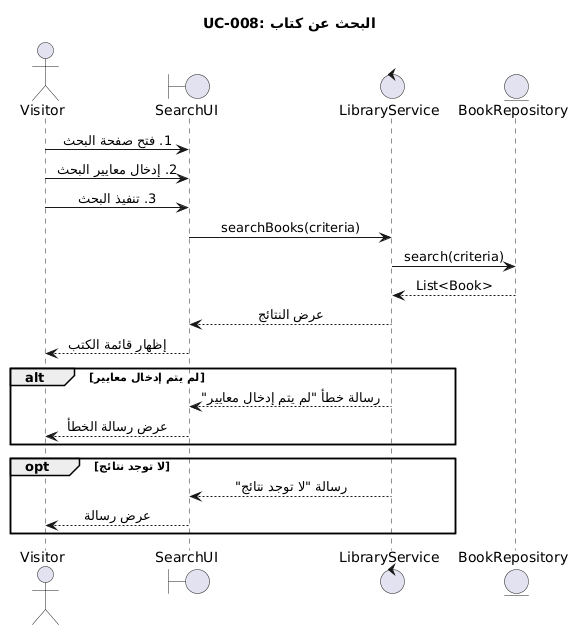 UC-008: البحث عن كتاب
Visitor SearchUI LibraryService BookRepository
1. فتح صفحة البحث
2. إدخال معايير البحث
3. تنفيذ البحث
searchBooks(criteria)
search(criteria)
List<Book>
عرض النتائج
إظهار قائمة الكتب
alt [لم يتم إدخال معايير]
رسالة خطأ "لم يتم إدخال معايير"
عرض رسالة الخطأ
opt [لا توجد نتائج]
رسالة "لا توجد نتائج"
عرض رسالة
Visitor SearchUI LibraryService BookRepository